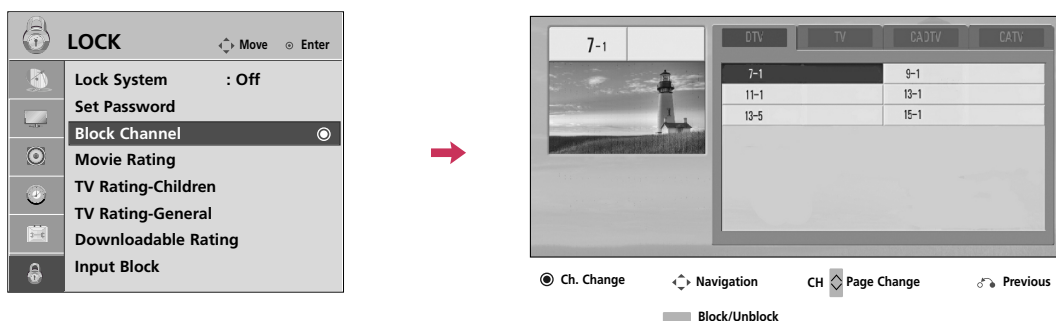 LOCK
Move Enter
Lock System : Off
Set Password
Block Channel
Movie Rating
TV Rating-Children
TV Rating-General
Downloadable Rating
Input Block
7-1
DTV TV CADTV CATV
7-1 9-1
11-1 13-1
13-5 15-1
Ch. Change Navigation CH Page Change Previous
Block/Unblock